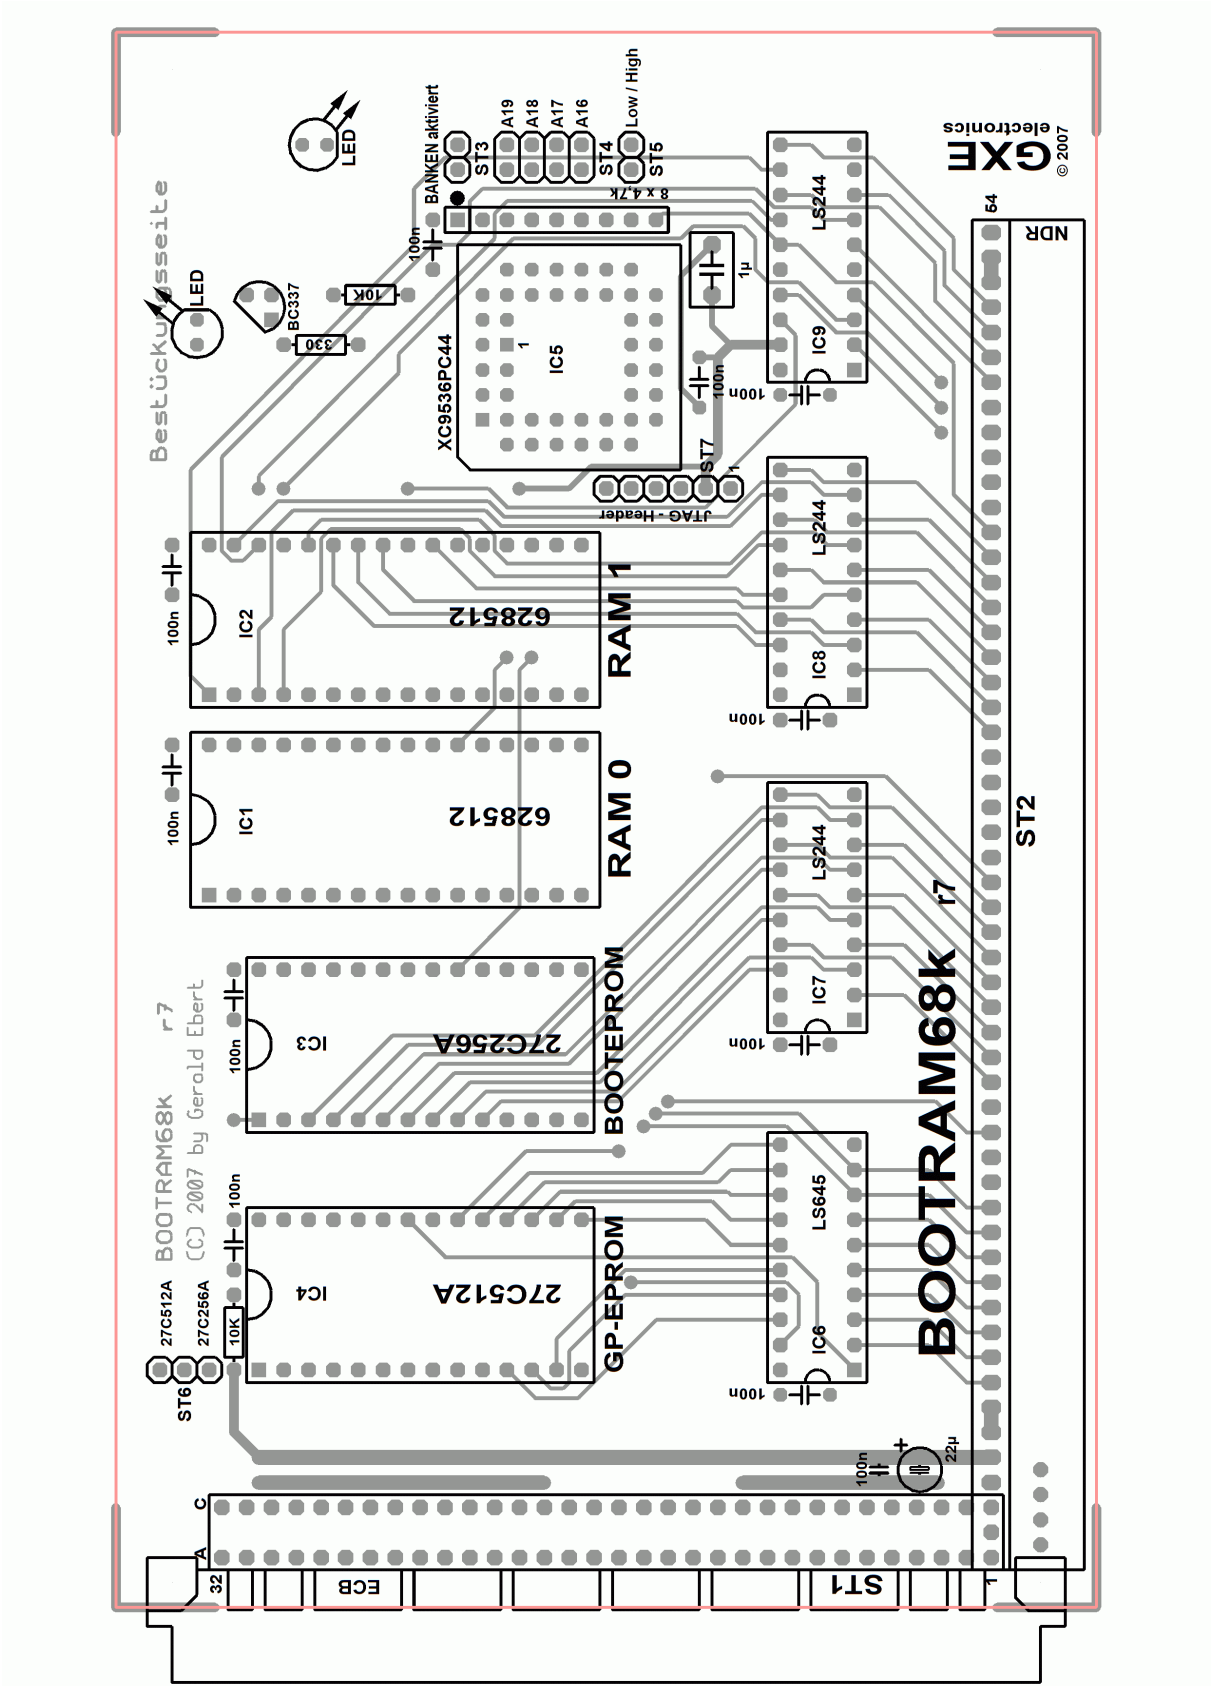 LED
BANKEN aktiviert
ST3
A19
A18
A17
A16
ST4
Low / High
ST5
8 x 4,7k
GXE
electronics
© 2007
Bestückungsseite
LED
BC337
10K
330
100n
XC9536PC44
1
IC5
1µ
100n
ST7
1
JTAG - Header
LS244
IC9
100n
54
NDR
100n
IC2
628512
RAM 1
LS244
IC8
100n
100n
IC1
628512
RAM 0
ST2
LS244
IC7
100n
BOOTRAM68k r7
BOOTRAM68K r7
(C) 2007 by Gerald Ebert
100n
IC3
27C256A
BOOTEPROM
100n
27C512A
27C256A
ST6
10K
IC4
27C512A
GP-EPROM
LS645
IC6
100n
100n
+
22µ
C
A
32
ECB
ST1
1